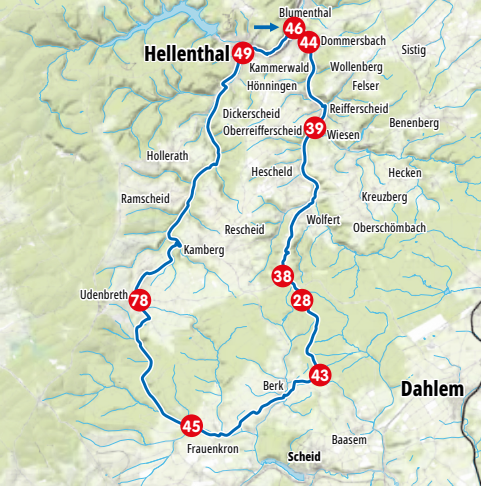 Blumenthal
46
44
Dommersbach
49
Hellenthal
Sistig
Kammerwald
Wollenberg
Hönningen
Felser
Reifferscheid
Dickerscheid
Benenberg
Oberreifferscheid
39
Wiesen
Hollerath
Hescheld
Hecken
Ramscheid
Kreuzberg
Wolfert
Rescheid
Oberschömbach
Kamberg
38
Udenbreth
78
28
43
Berk
Dahlem
45
Frauenkron
Baasem
Scheid